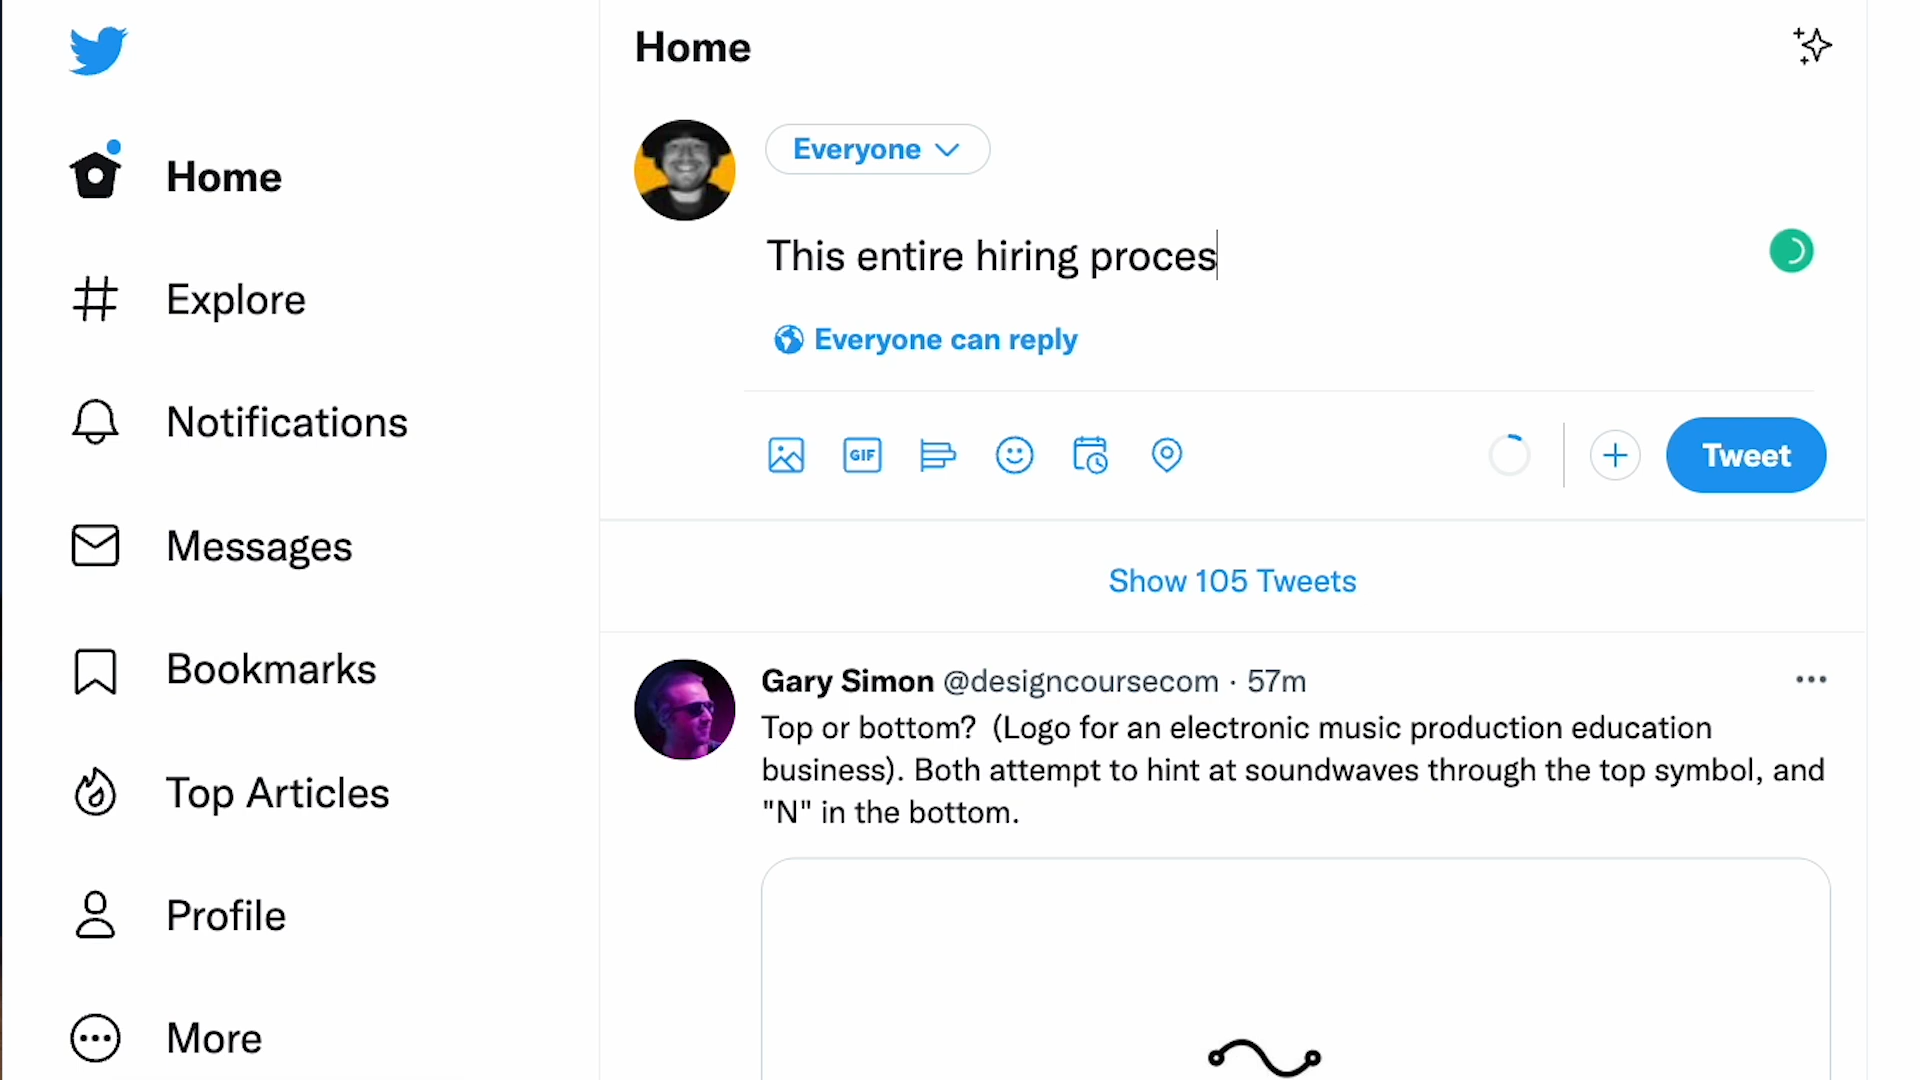 Home
Home
Everyone
This entire hiring proces
Explore
Everyone can reply
Notifications
GIF
Tweet
Messages
Show 105 Tweets
Bookmarks
Gary Simon @designcoursecom · 57m
Top or bottom? (Logo for an electronic music production education
business). Both attempt to hint at soundwaves through the top symbol, and
"N" in the bottom.
Top Articles
Profile
More